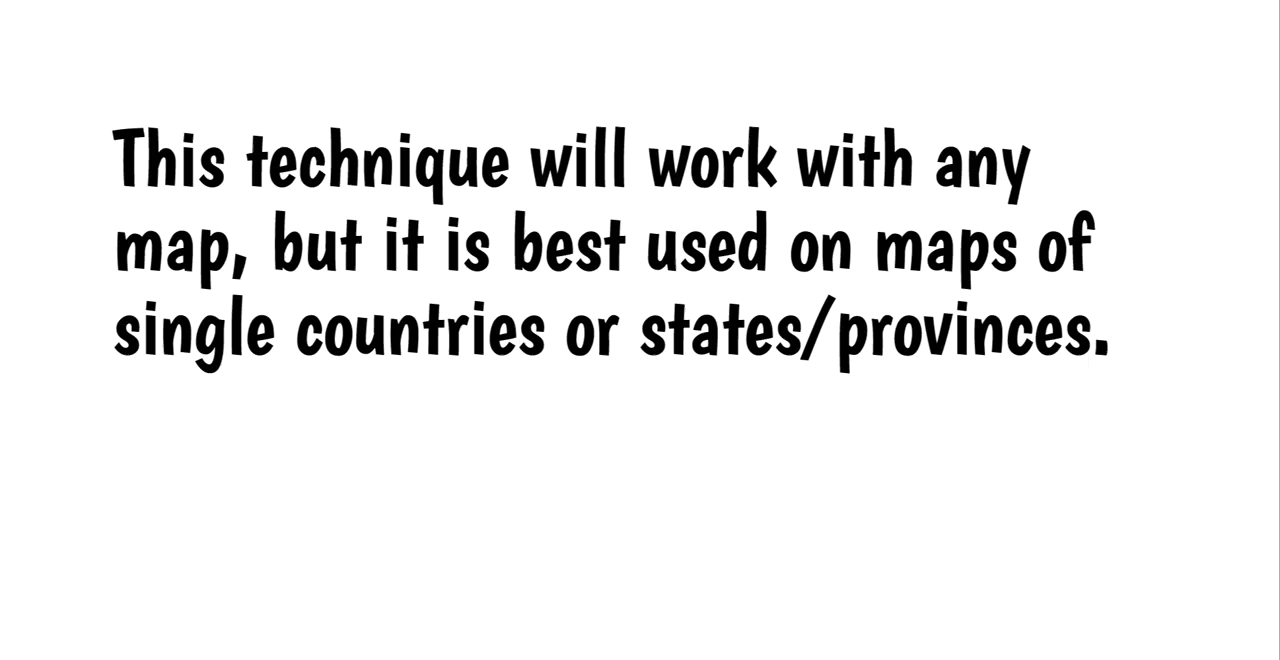 This technique will work with any
map, but it is best used on maps of
single countries or states/provinces.